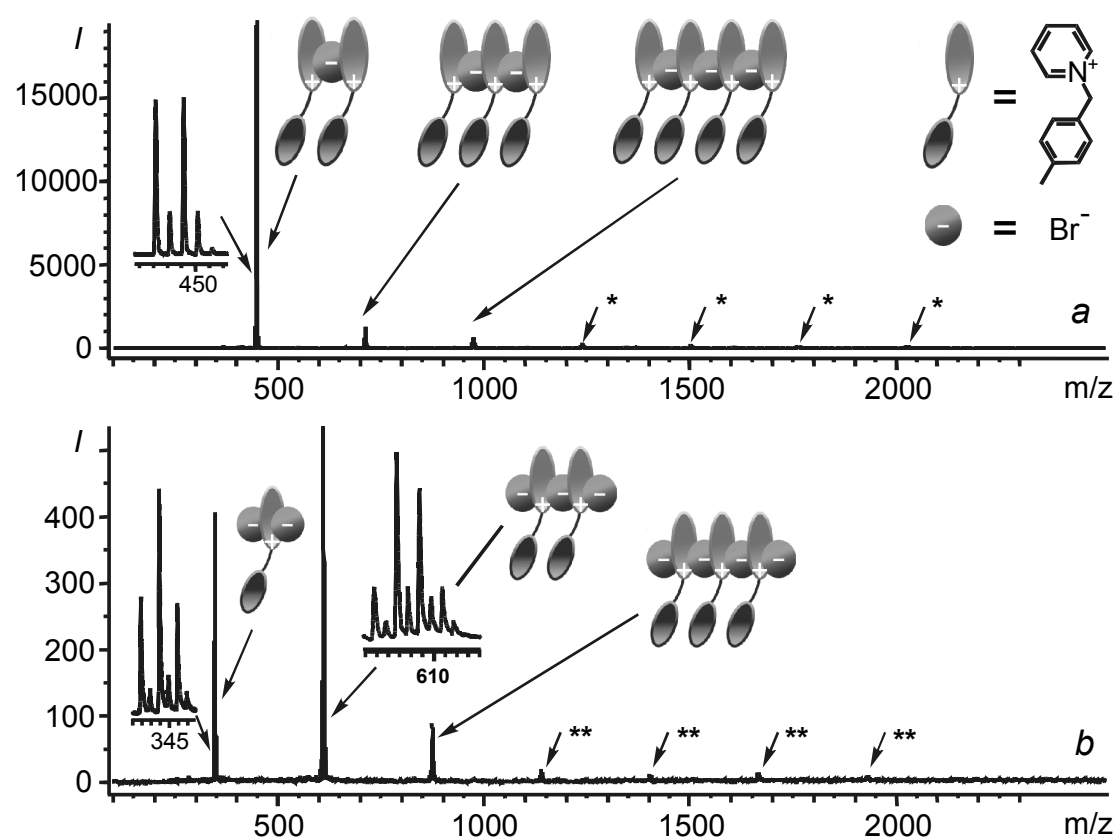 I
15000
10000
5000
0
450
+ - +
+ - + - +
+ - + - + - +
+ =
N+
- = Br-
* * * *
a
500 1000 1500 2000 m/z
I
400
300
200
100
0
- + -
- + - + -
- + - + - + -
345
610
** ** ** **
b
500 1000 1500 2000 m/z